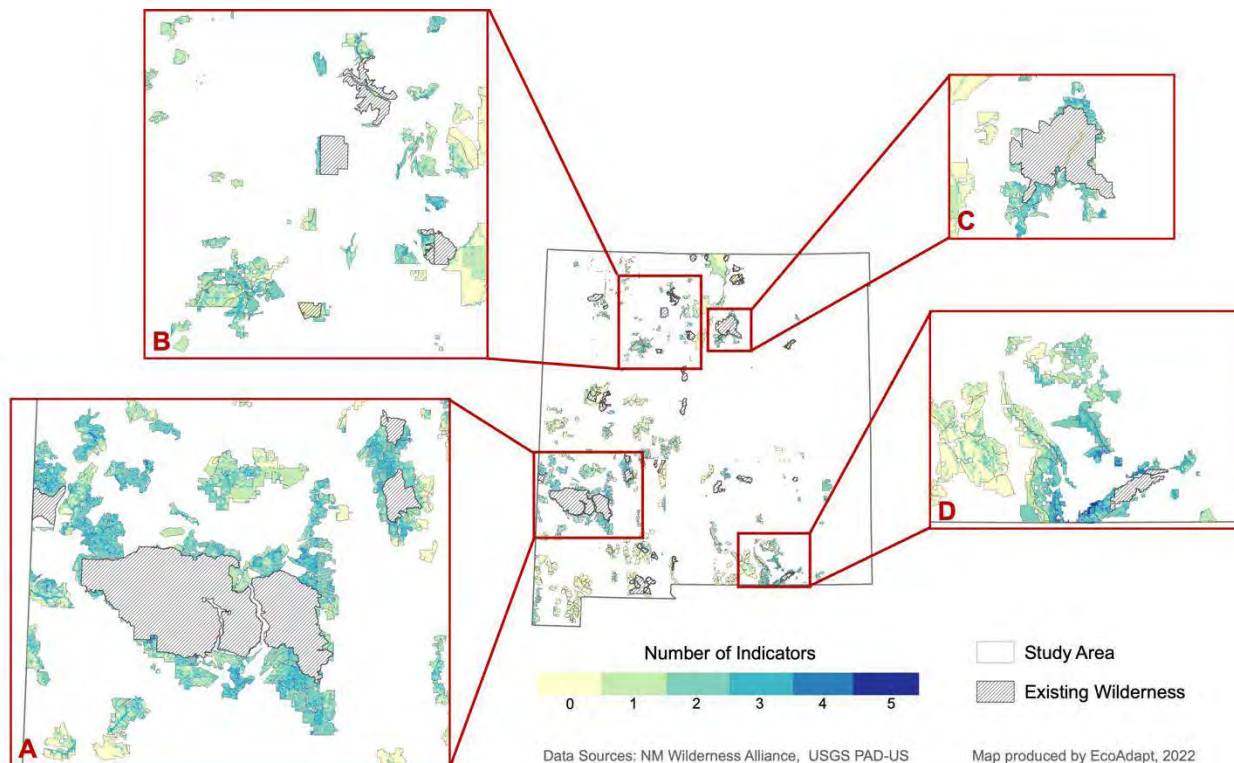 B
C
D
A
Number of Indicators
0 1 2 3 4 5
Study Area
Existing Wilderness
Data Sources: NM Wilderness Alliance, USGS PAD-US
Map produced by EcoAdapt, 2022